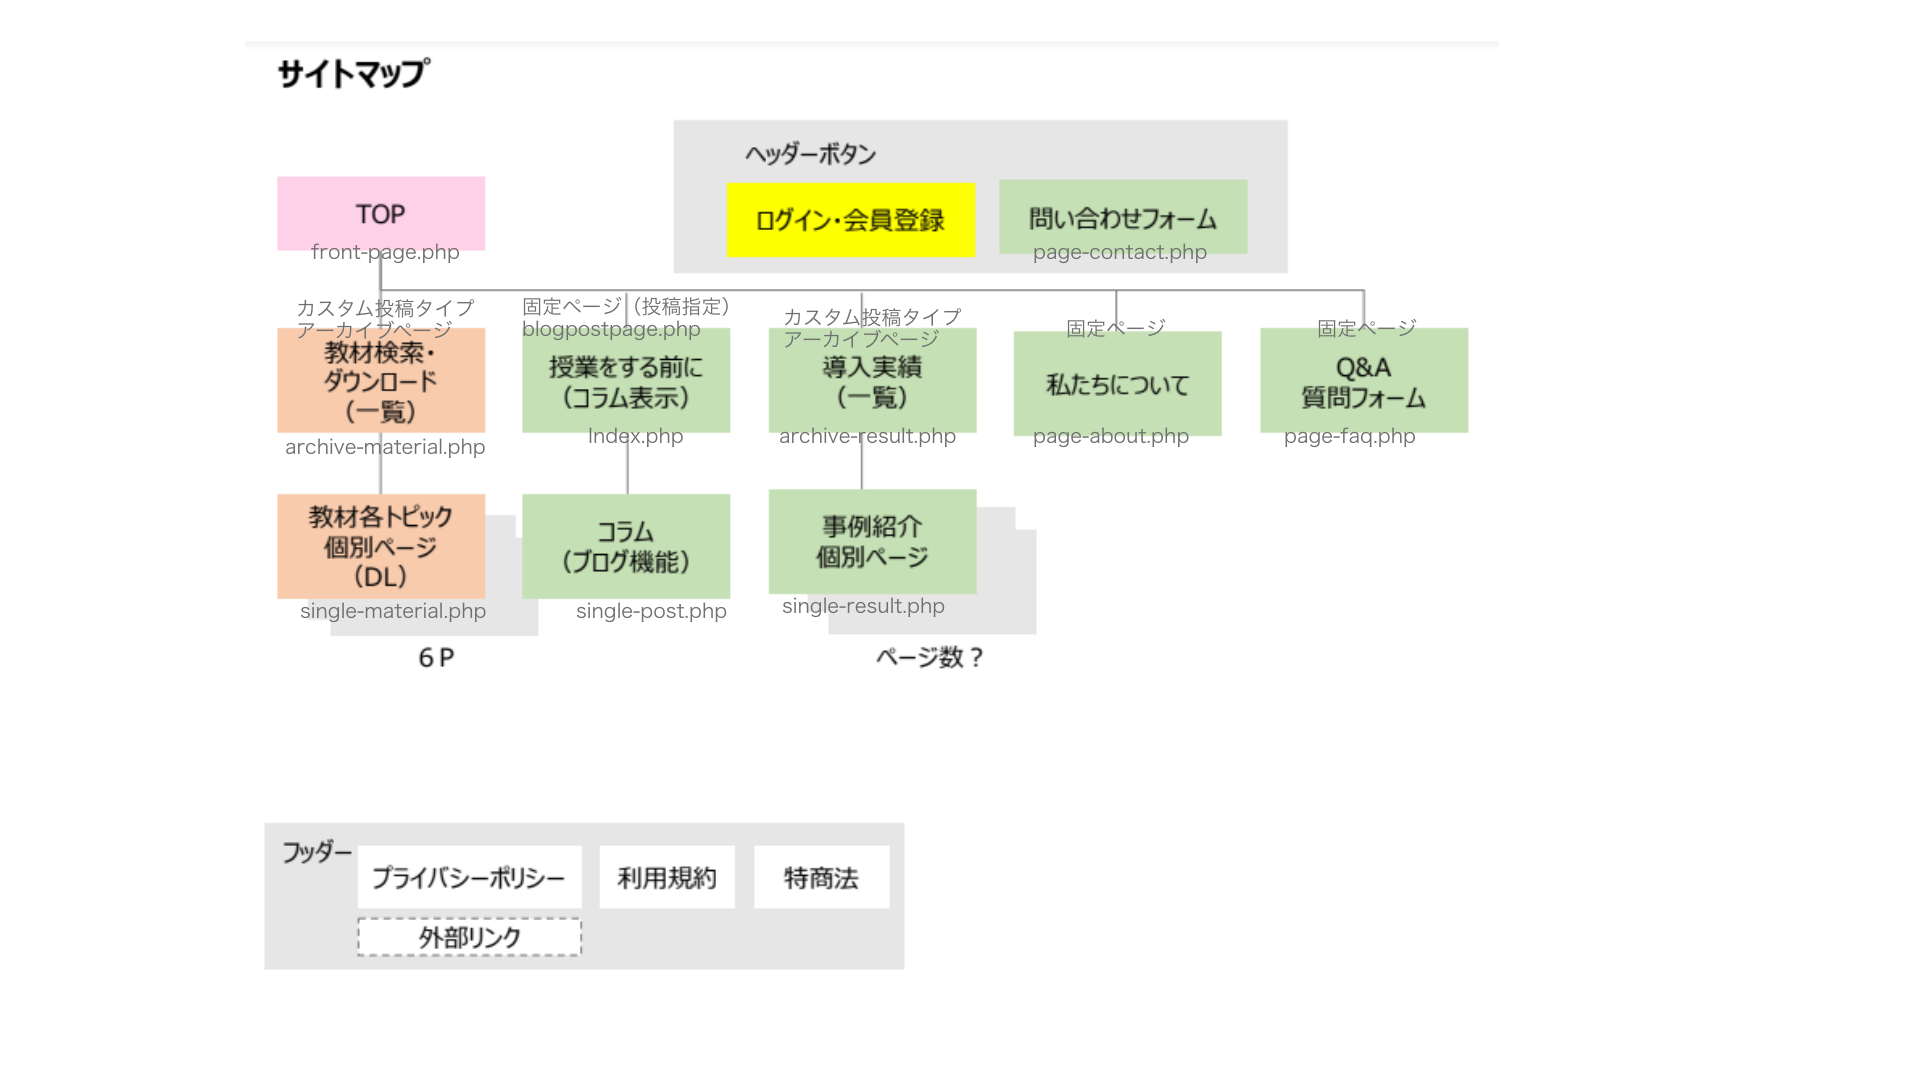 サイトマップ
ヘッダーボタン
TOP
front-page.php
ログイン・会員登録
問い合わせフォーム
page-contact.php
カスタム投稿タイプ
アーカイブページ
教材検索・
ダウンロード
（一覧）
archive-material.php
固定ページ（投稿指定）
blogpostpage.php
授業をする前に
（コラム表示）
Index.php
カスタム投稿タイプ
アーカイブページ
導入実績
（一覧）
archive-result.php
固定ページ
私たちについて
page-about.php
固定ページ
Q&A
質問フォーム
page-faq.php
教材各トピック
個別ページ
（DL）
single-material.php
6 P
コラム
（ブログ機能）
single-post.php
事例紹介
個別ページ
single-result.php
ページ数？
フッダー
プライバシーポリシー
利用規約
特商法
外部リンク